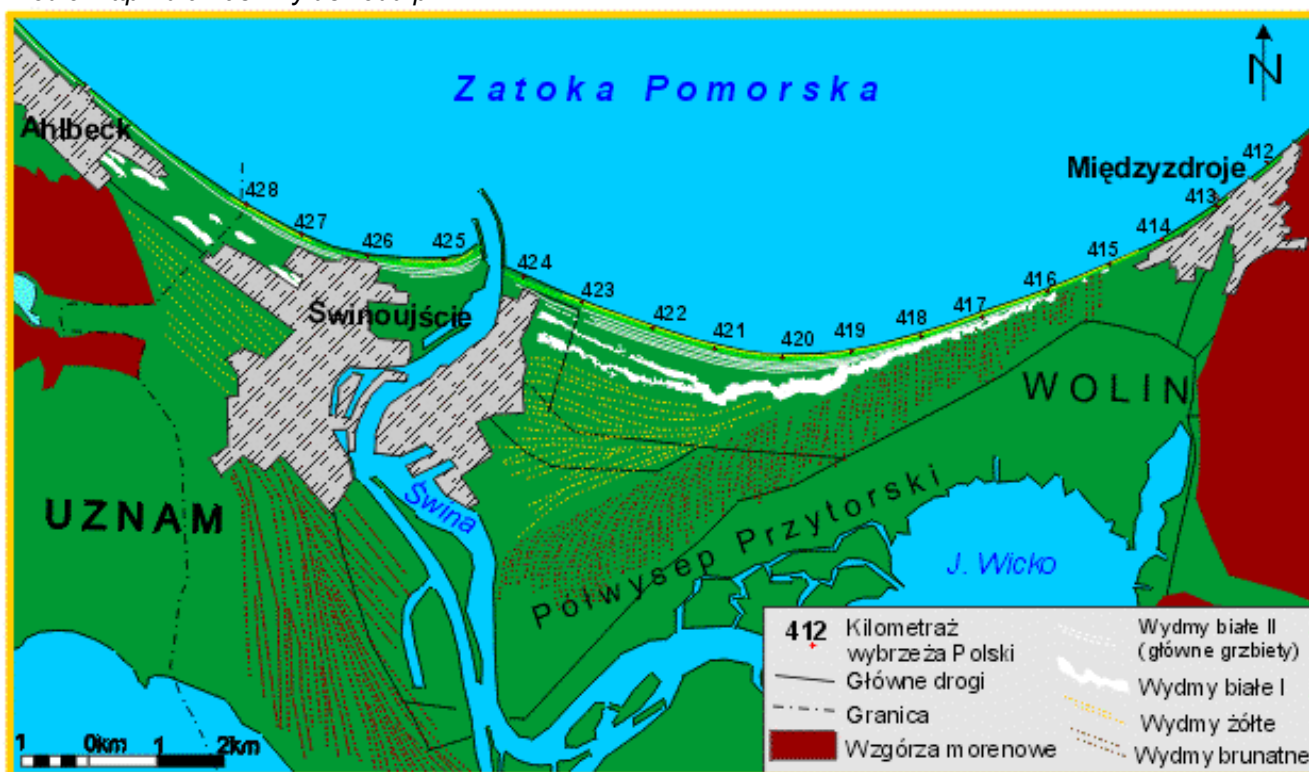 Zatoka Pomorska
N
Ahlbeck
Międzyzdroje
428
427
426
425
424
423
422
421
420
419
418
417
416
415
414
413
412
Świnoujście
WOLIN
UZNAM
Świna
Półwysep Przytorski
J. Wicko
412 Kilometraż
wybrzeża Polski
Główne drogi
Granica
Wzgórza morenowe
Wydmy białe II
(główne grzbiety)
Wydmy białe I
Wydmy żółte
Wydmy brunatne
1 0km 1 2km